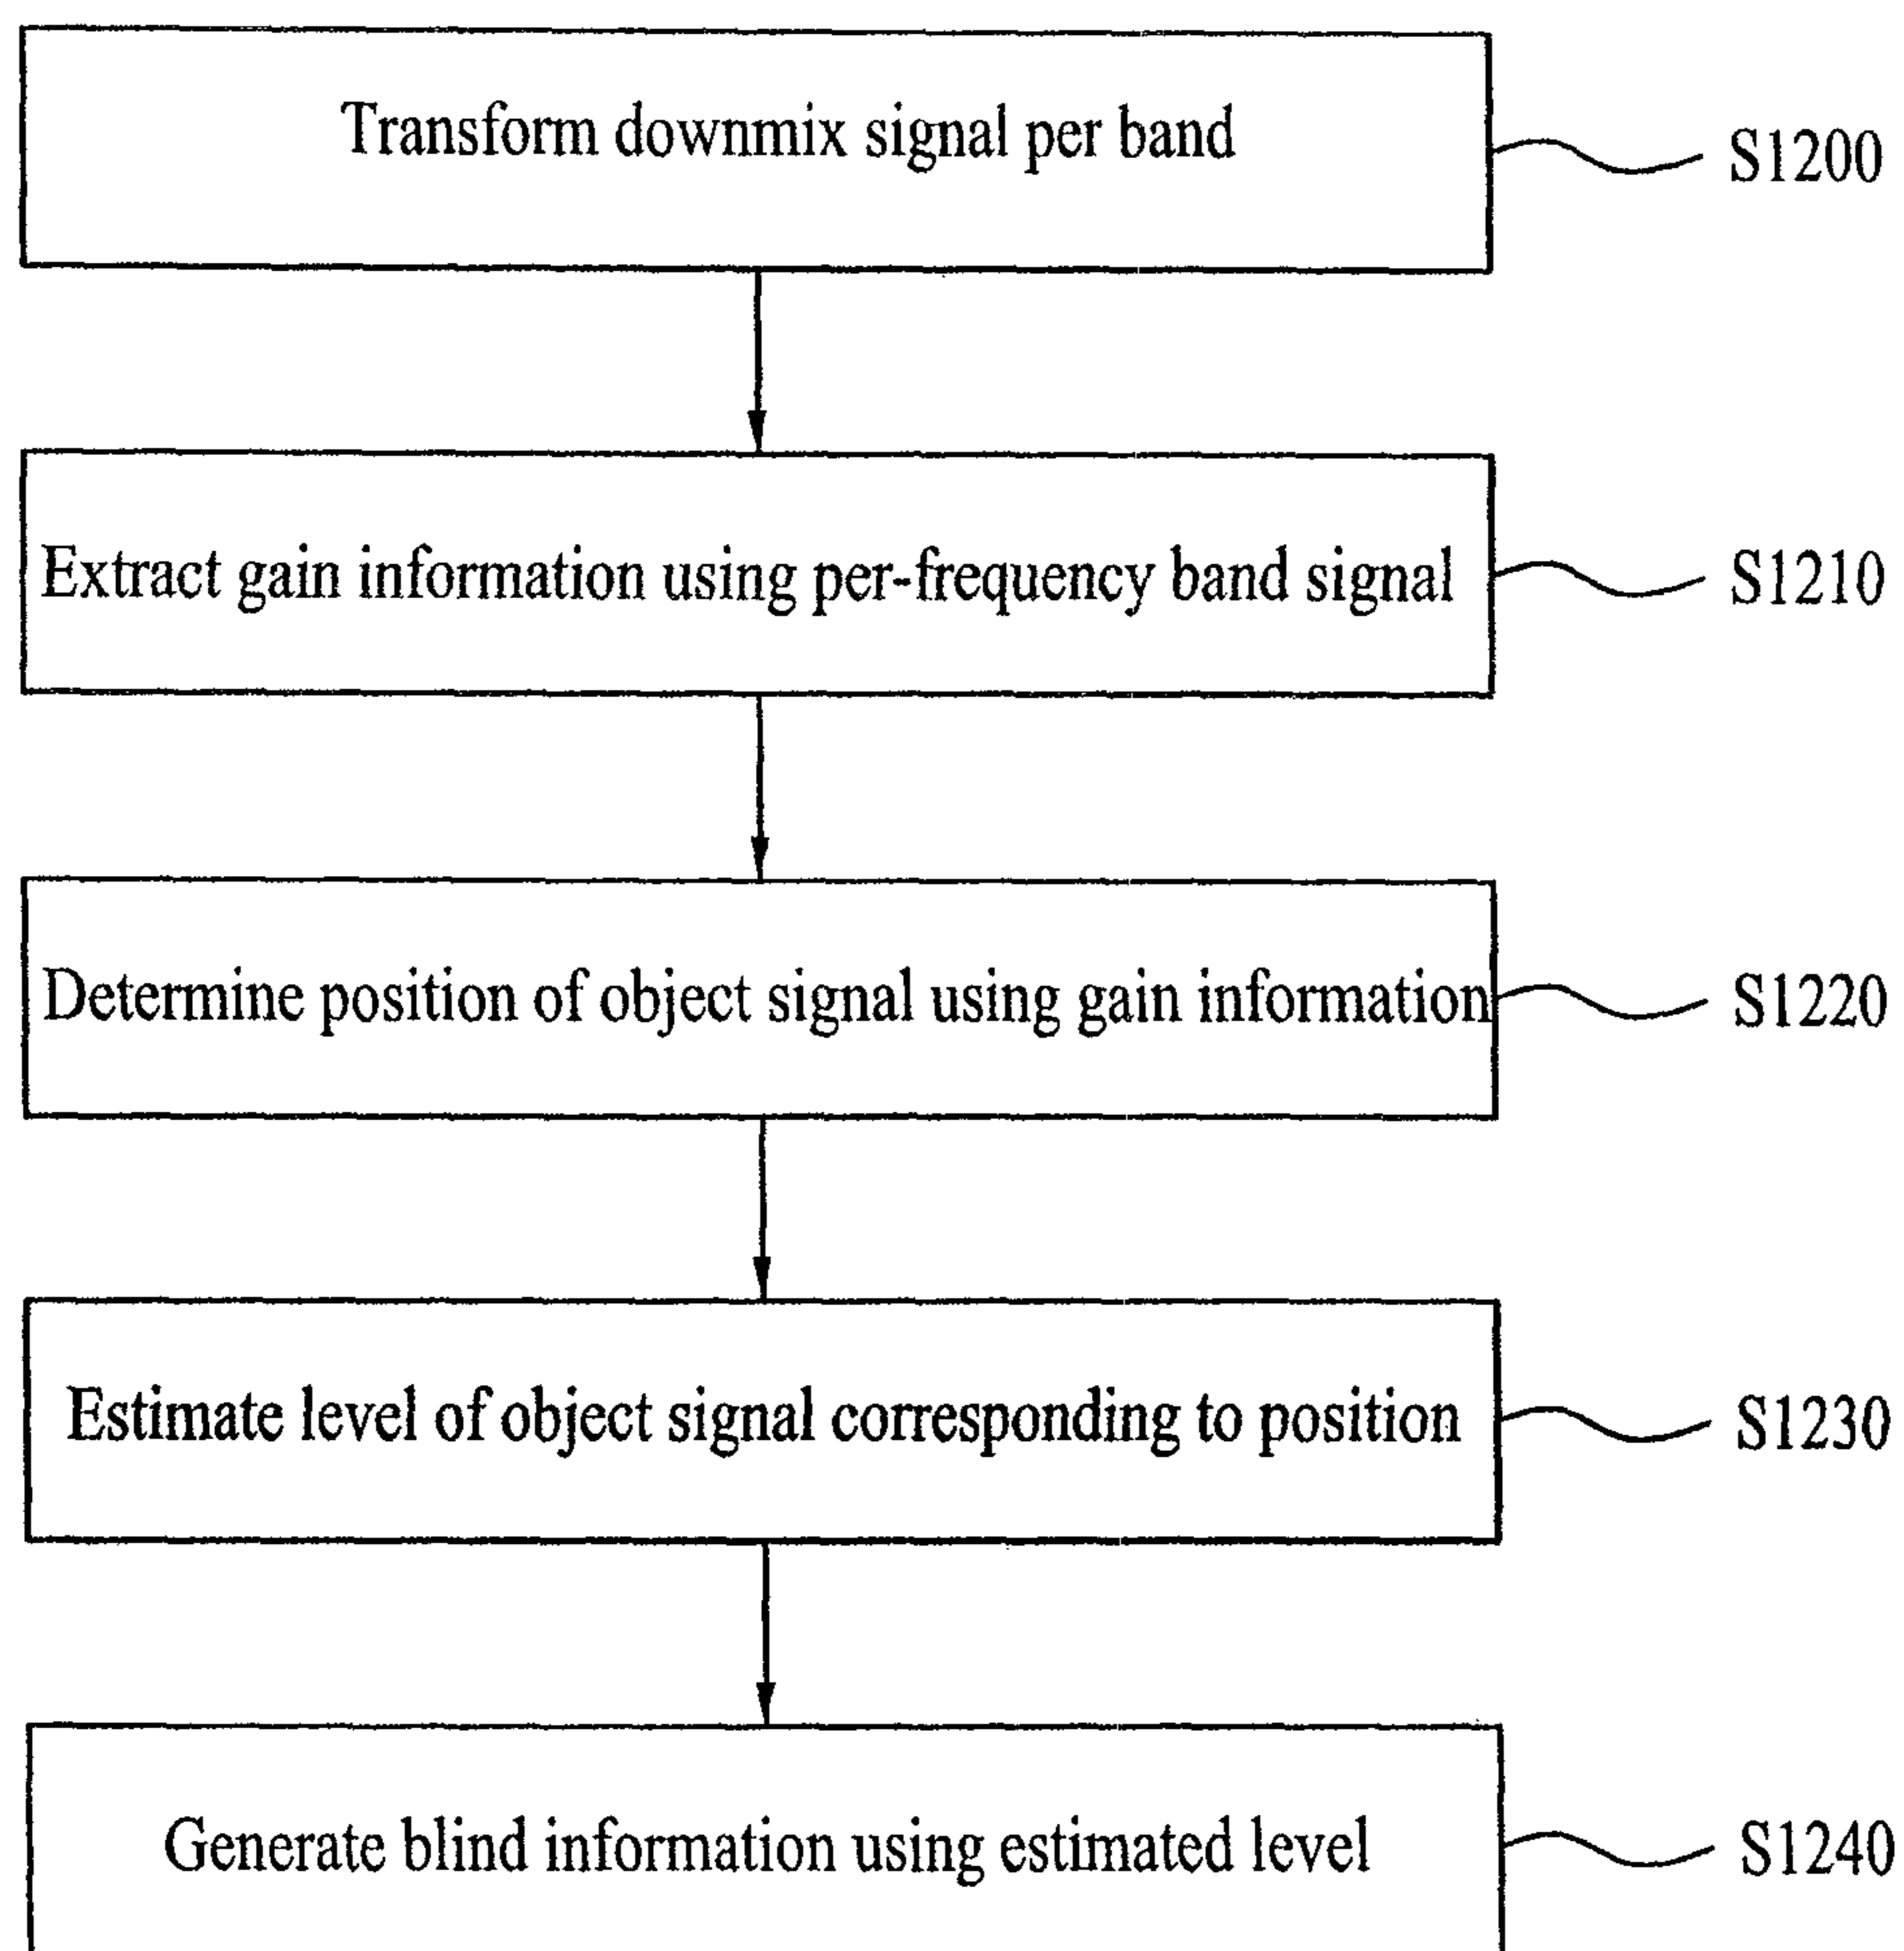 Transform downmix signal per band
S1200
Extract gain information using per-frequency band signal
S1210
Determine position of object signal using gain information
S1220
Estimate level of object signal corresponding to position
S1230
Generate blind information using estimated level
S1240